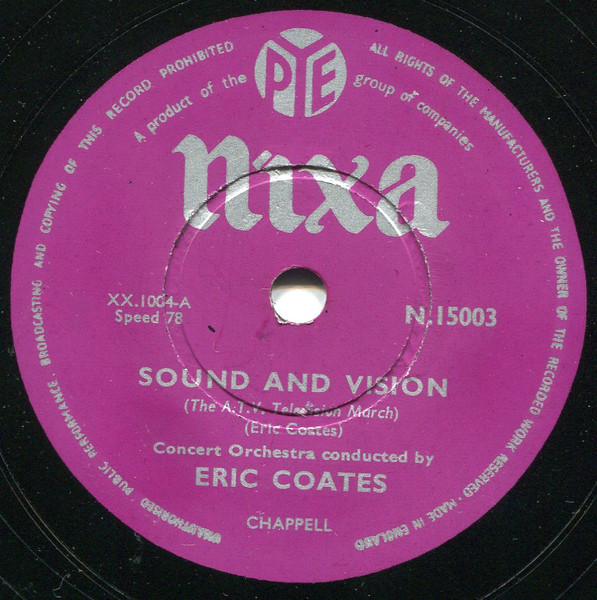 ALL RIGHTS OF THE MANUFACTURERS AND THE OWNER OF THE RECORDED WORK RESERVED · MADE IN ENGLAND
UNAUTHORISED PUBLIC PERFORMANCE BROADCASTING AND COPYING OF THIS RECORD PROHIBITED
A product of the PYE group of companies
nixa
XX.1004-A
Speed 78
N.15003
SOUND AND VISION
(The A.T.V. Television March)
(Eric Coates)
Concert Orchestra conducted by
ERIC COATES
CHAPPELL